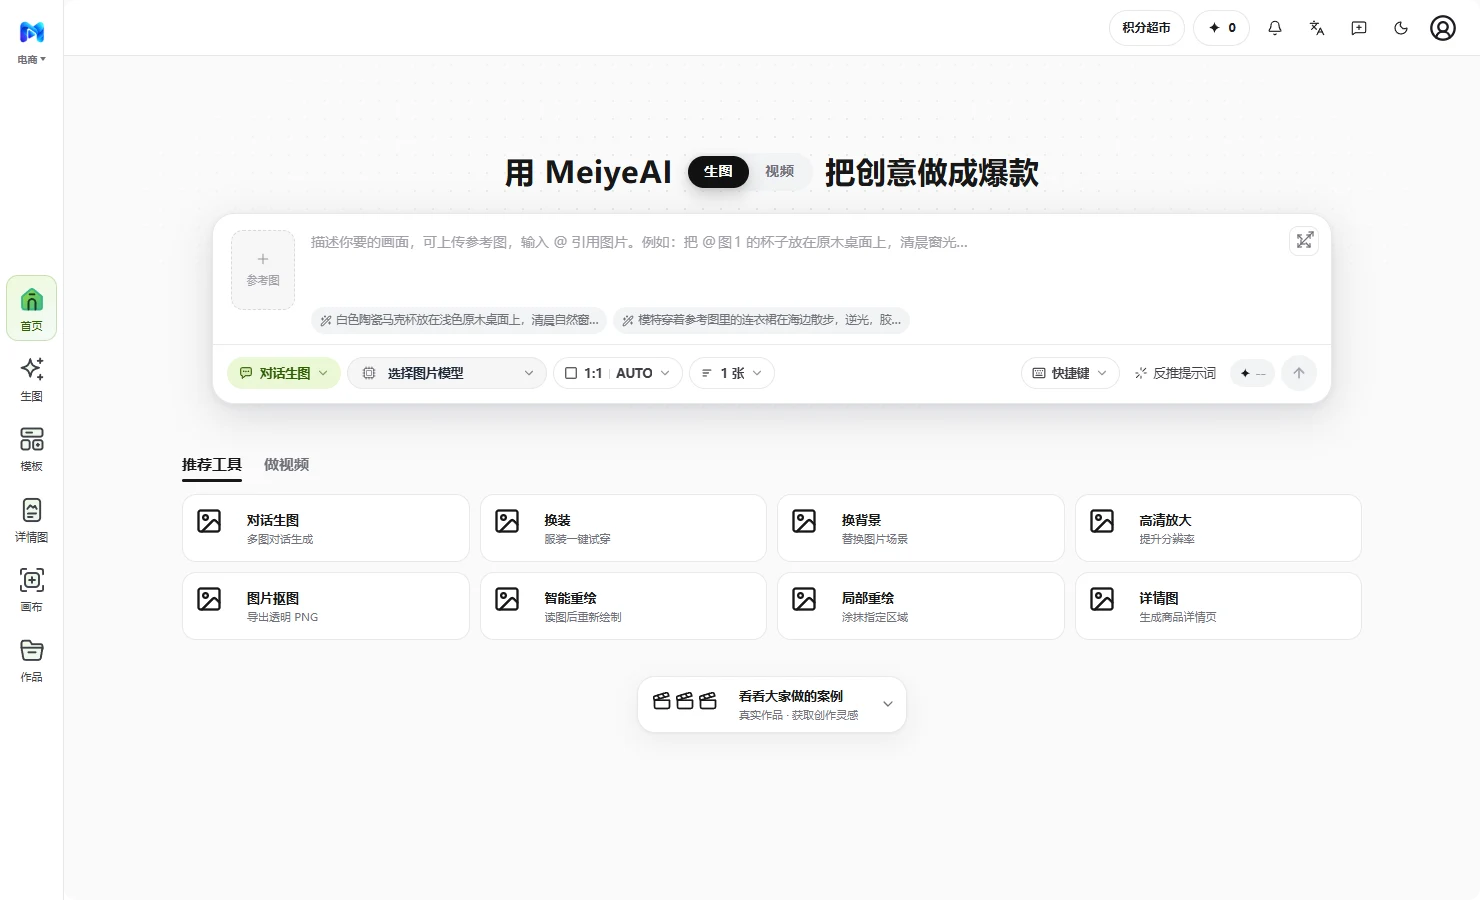 电商
积分超市
0
用 MeiyeAI 生图 视频 把创意做成爆款
参考图
描述你要的画面，可上传参考图，输入 @ 引用图片。例如：把 @图1 的杯子放在原木桌面上，清晨窗光...
白色陶瓷马克杯放在浅色原木桌面上，清晨自然窗...
模特穿着参考图里的连衣裙在海边散步，逆光，胶...
对话生图
选择图片模型
1:1 AUTO
1 张
快捷键
反推提示词
--
首页
生图
模板
详情图
画布
作品
推荐工具
做视频
对话生图
多图对话生成
换装
服装一键试穿
换背景
替换图片场景
高清放大
提升分辨率
图片抠图
导出透明 PNG
智能重绘
读图后重新绘制
局部重绘
涂抹指定区域
详情图
生成商品详情页
看看大家做的案例
真实作品 · 获取创作灵感